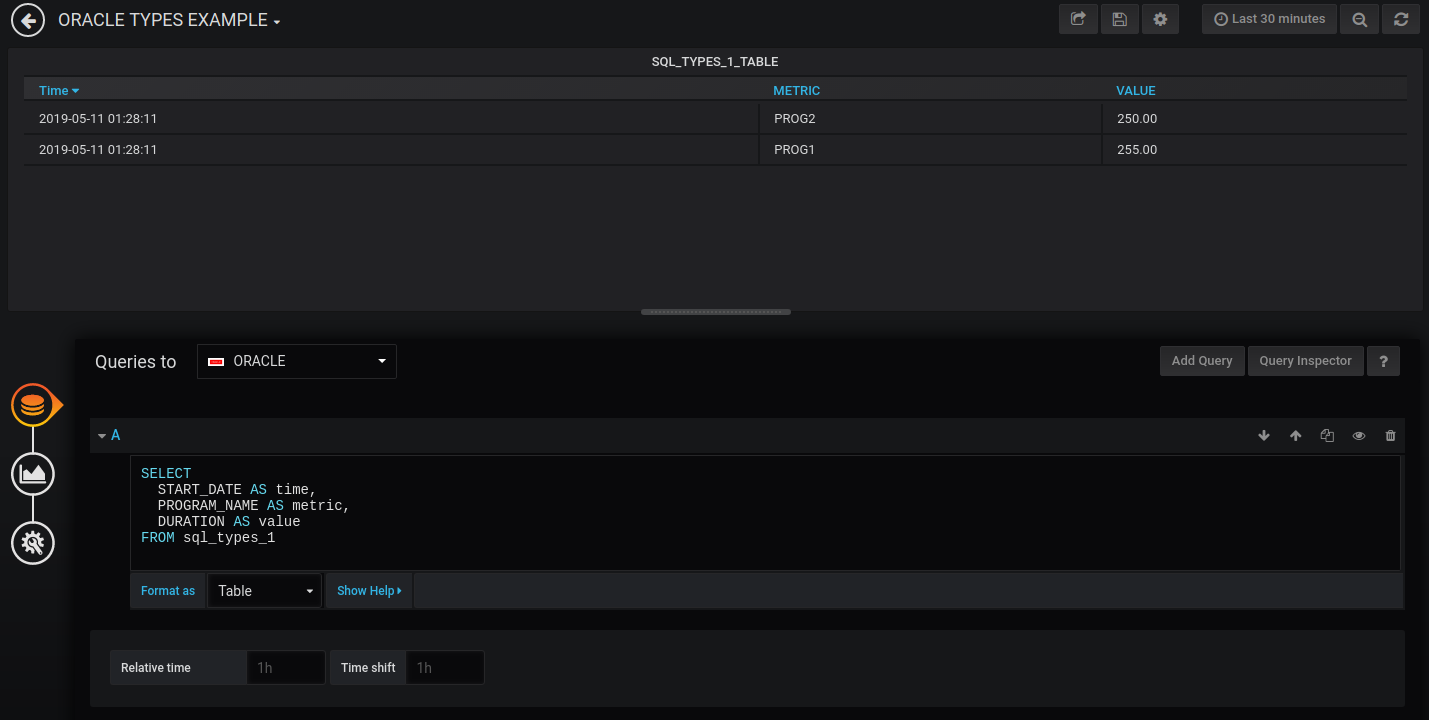 ORACLE TYPES EXAMPLE
Last 30 minutes
SQL_TYPES_1_TABLE
Time METRIC VALUE
2019-05-11 01:28:11 PROG2 250.00
2019-05-11 01:28:11 PROG1 255.00
Queries to ORACLE Add Query Query Inspector ?
A
SELECT
START_DATE AS time,
PROGRAM_NAME AS metric,
DURATION AS value
FROM sql_types_1
Format as Table Show Help
Relative time 1h Time shift 1h